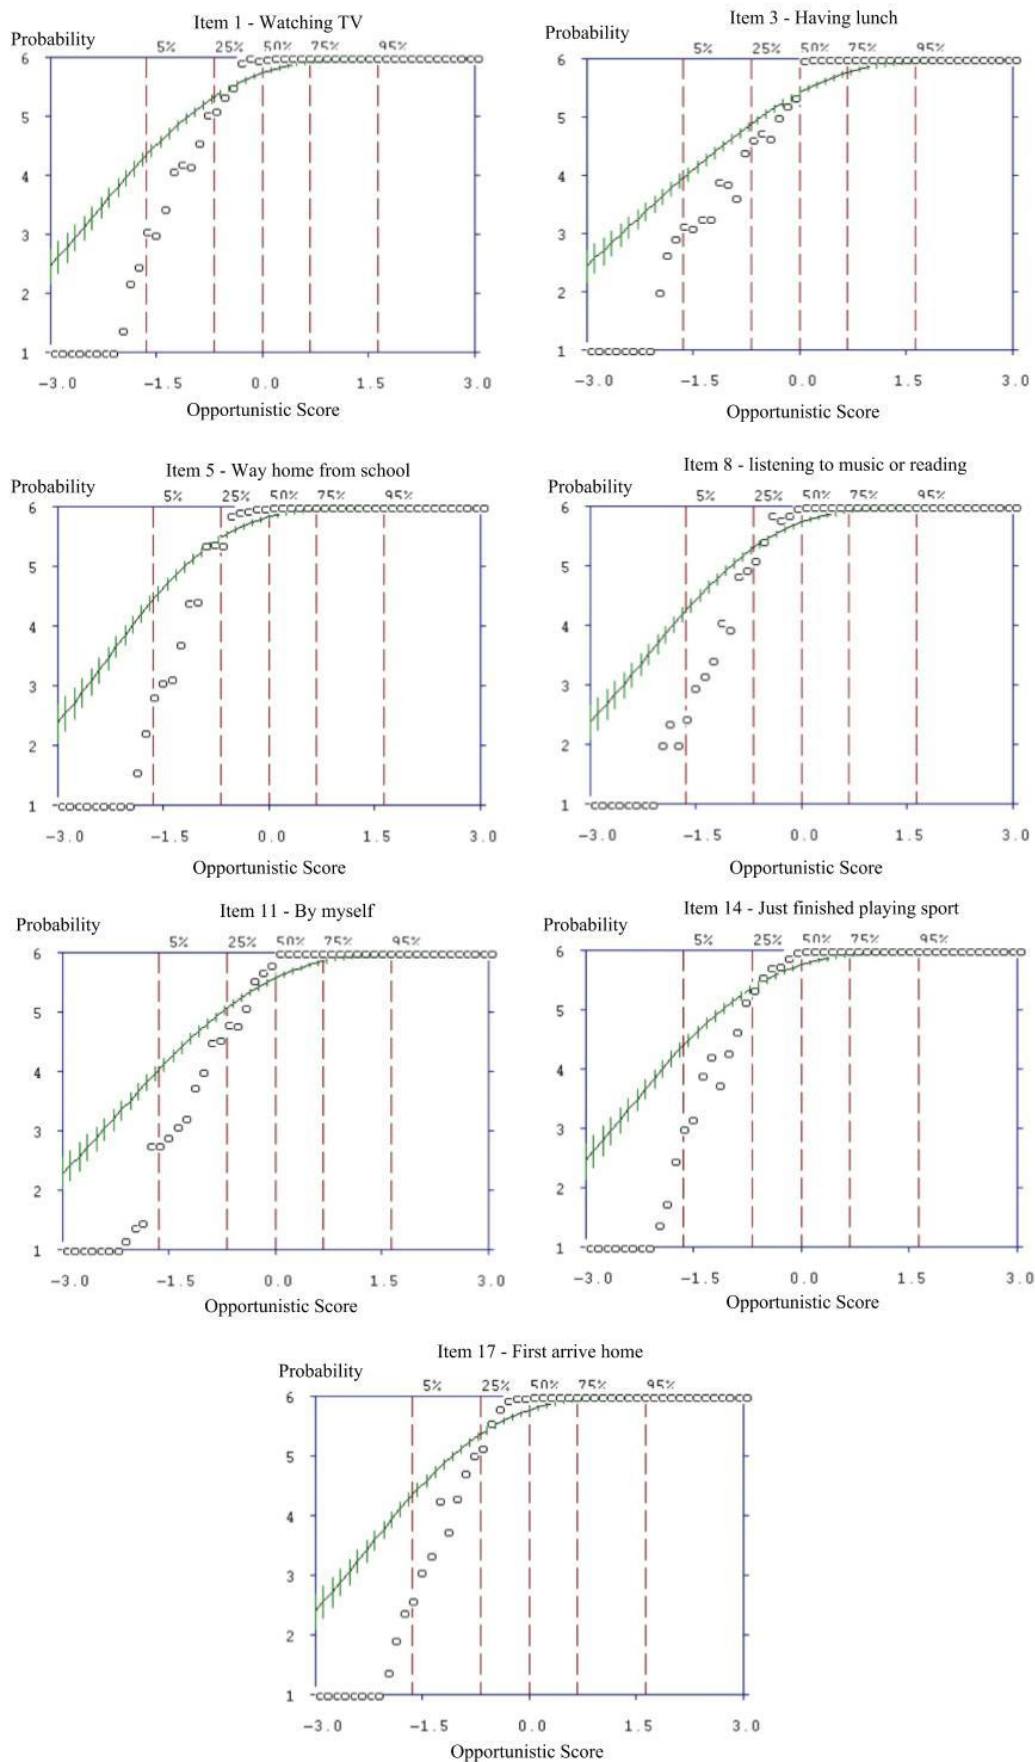 Item 1 - Watching TV
Probability
5% 25% 50% 75% 95%
6
5
4
3
2
1
-3.0 -1.5 0.0 1.5 3.0
Opportunistic Score
Item 3 - Having lunch
Probability
5% 25% 50% 75% 95%
6
5
4
3
2
1
-3.0 -1.5 0.0 1.5 3.0
Opportunistic Score
Item 5 - Way home from school
Probability
5% 25% 50% 75% 95%
6
5
4
3
2
1
-3.0 -1.5 0.0 1.5 3.0
Opportunistic Score
Item 8 - listening to music or reading
Probability
5% 25% 50% 75% 95%
6
5
4
3
2
1
-3.0 -1.5 0.0 1.5 3.0
Opportunistic Score
Item 11 - By myself
Probability
5% 25% 50% 75% 95%
6
5
4
3
2
1
-3.0 -1.5 0.0 1.5 3.0
Opportunistic Score
Item 14 - Just finished playing sport
Probability
5% 25% 50% 75% 95%
6
5
4
3
2
1
-3.0 -1.5 0.0 1.5 3.0
Opportunistic Score
Item 17 - First arrive home
Probability
5% 25% 50% 75% 95%
6
5
4
3
2
1
-3.0 -1.5 0.0 1.5 3.0
Opportunistic Score